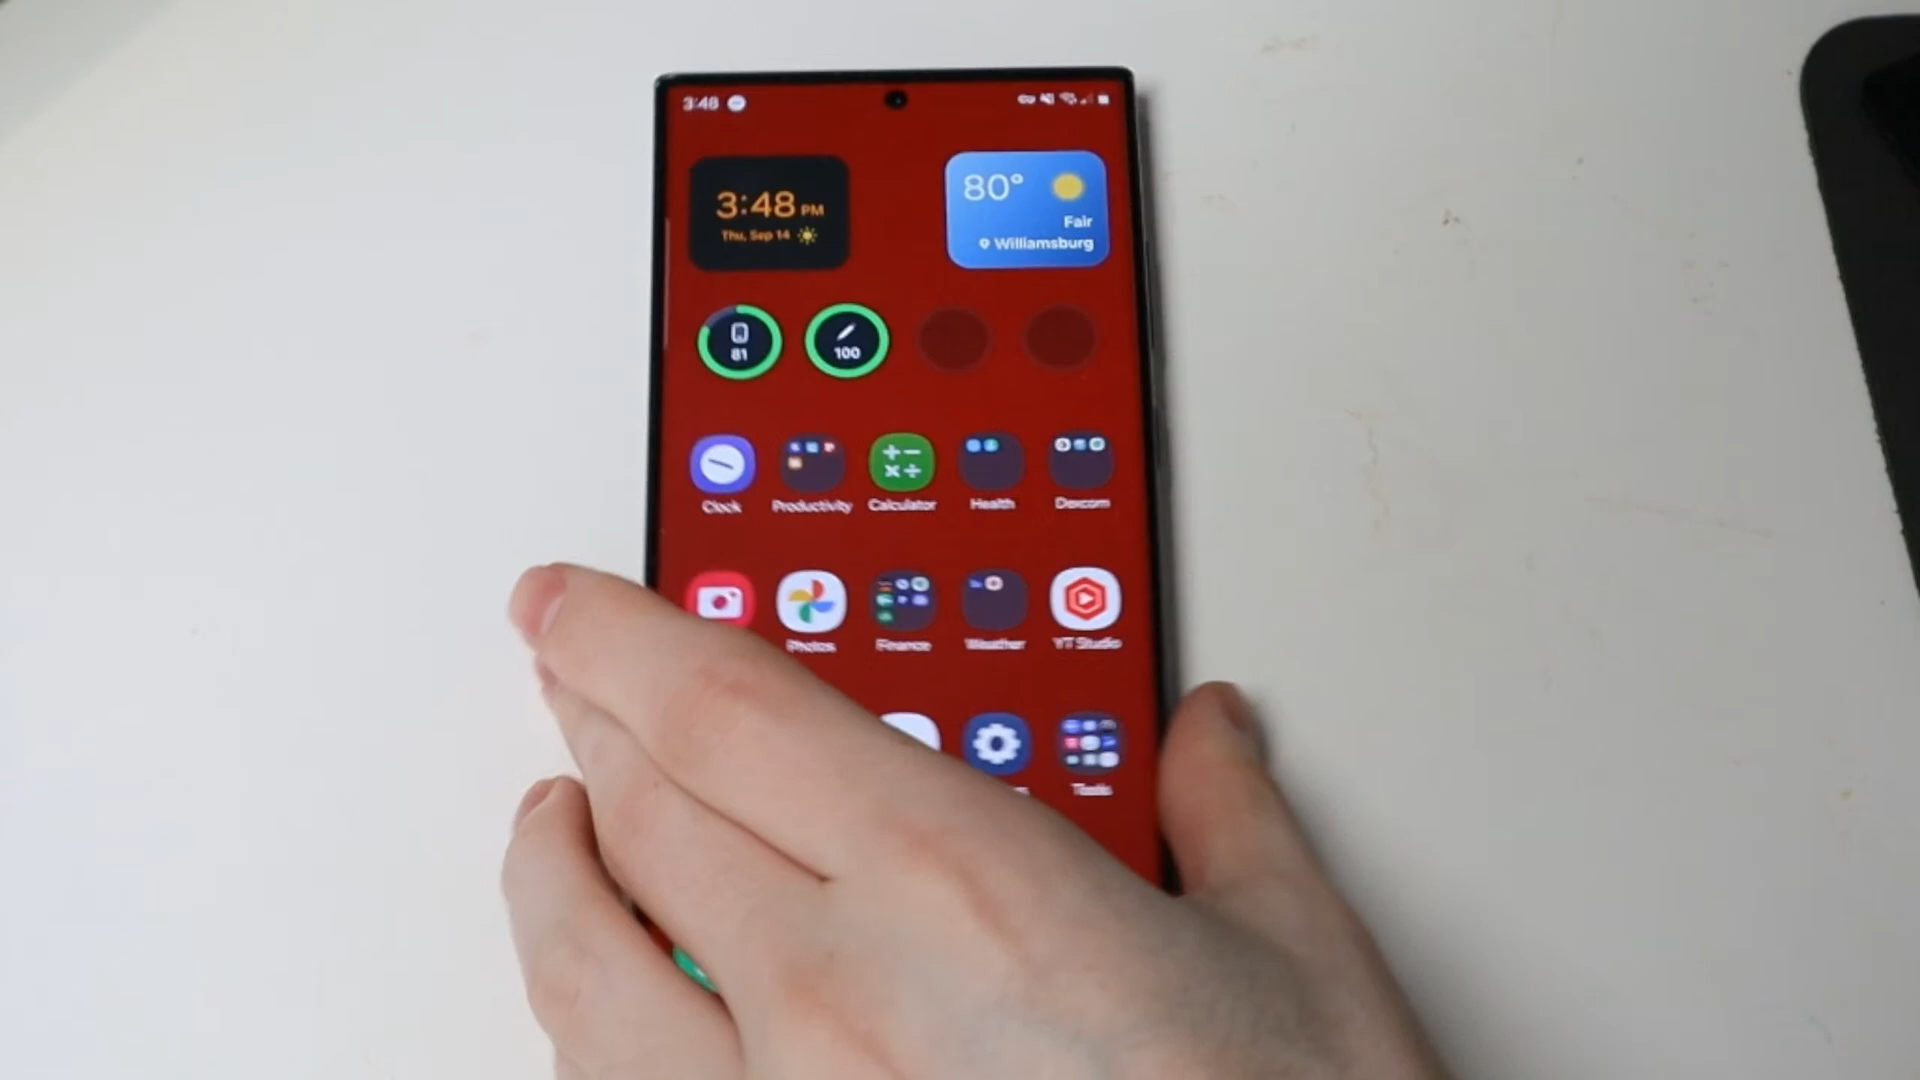 3:48
3:48 PM
Thu, Sep 14
80°
Fair
Williamsburg
81
100
Clock
Productivity
Calculator
Health
Dexcom
Photos
Finance
Weather
YT Studio
Tools